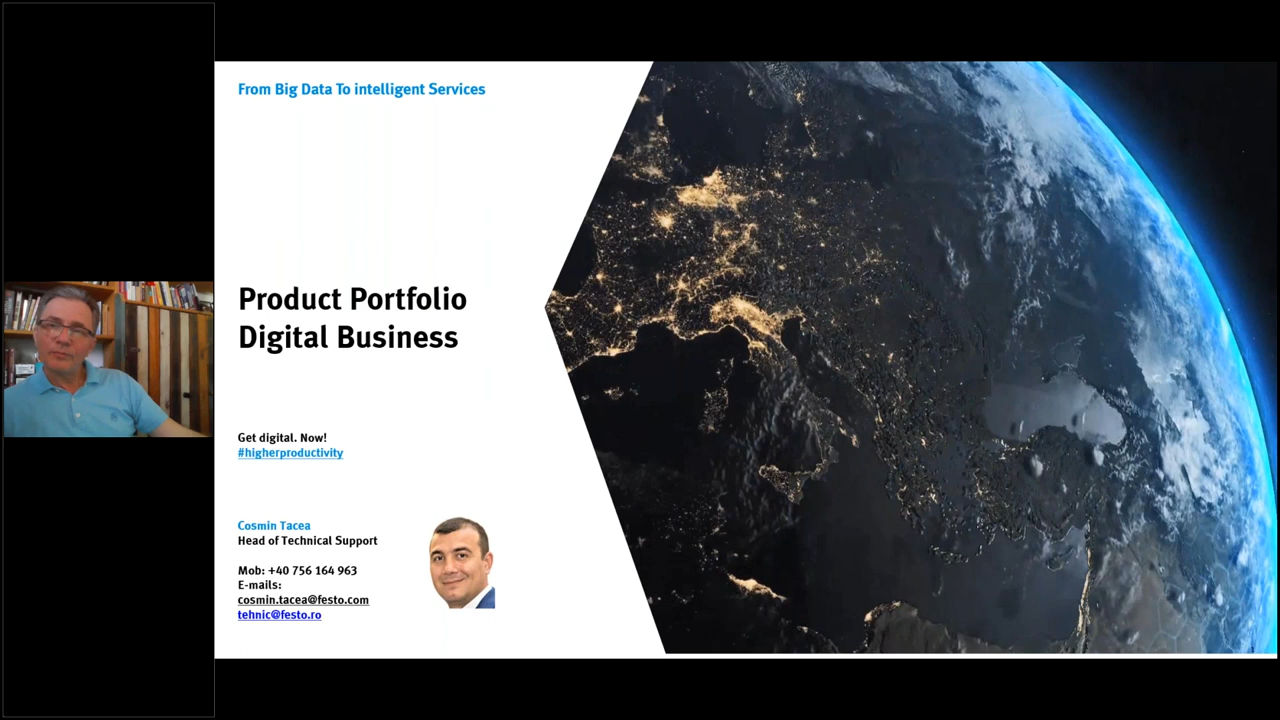 From Big Data To intelligent Services
Product Portfolio
Digital Business
Get digital. Now!
#higherproductivity
Cosmin Tacea
Head of Technical Support
Mob: +40 756 164 963
E-mails:
cosmin.tacea@festo.com
tehnic@festo.ro